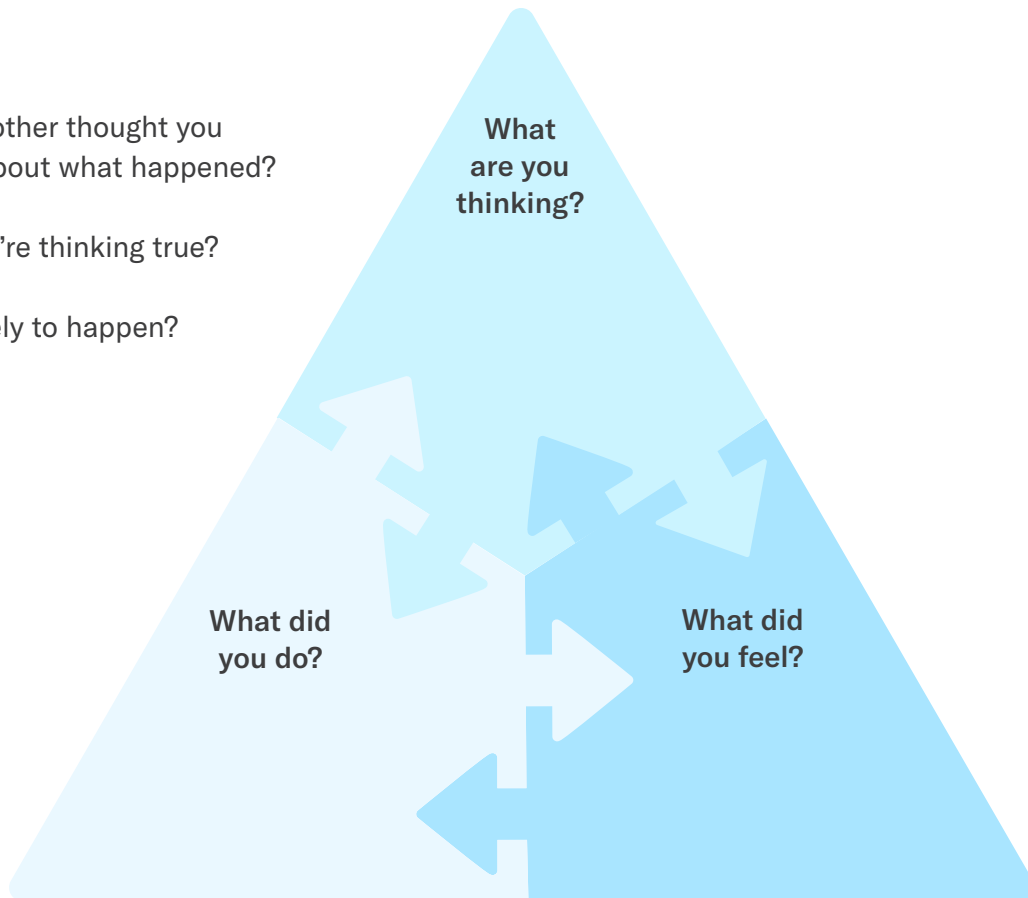 other thought you
bout what happened?
're thinking true?
ely to happen?
What
are you
thinking?
What did
you do?
What did
you feel?